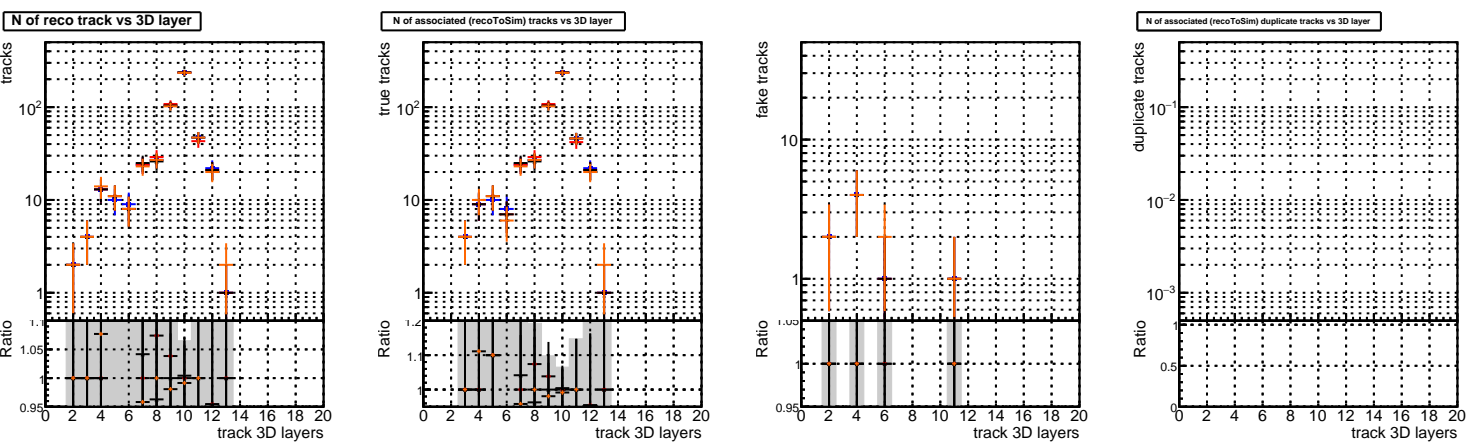 N of reco track vs 3D layer
tracks
10²
10
1
Ratio
1.1
1.05
1
0.95
0 2 4 6 8 10 12 14 16 18 20
track 3D layers
N of associated (recoToSim) tracks vs 3D layer
true tracks
10²
10
1
Ratio
1.2
1.1
1
0 2 4 6 8 10 12 14 16 18 20
track 3D layers
fake tracks
10
1
Ratio
1.05
1
0.95
0 2 4 6 8 10 12 14 16 18 20
track 3D layers
N of associated (recoToSim) duplicate tracks vs 3D layer
duplicate tracks
10⁻¹
10⁻²
10⁻³
Ratio
1
0.5
0
0 2 4 6 8 10 12 14 16 18 20
track 3D layers